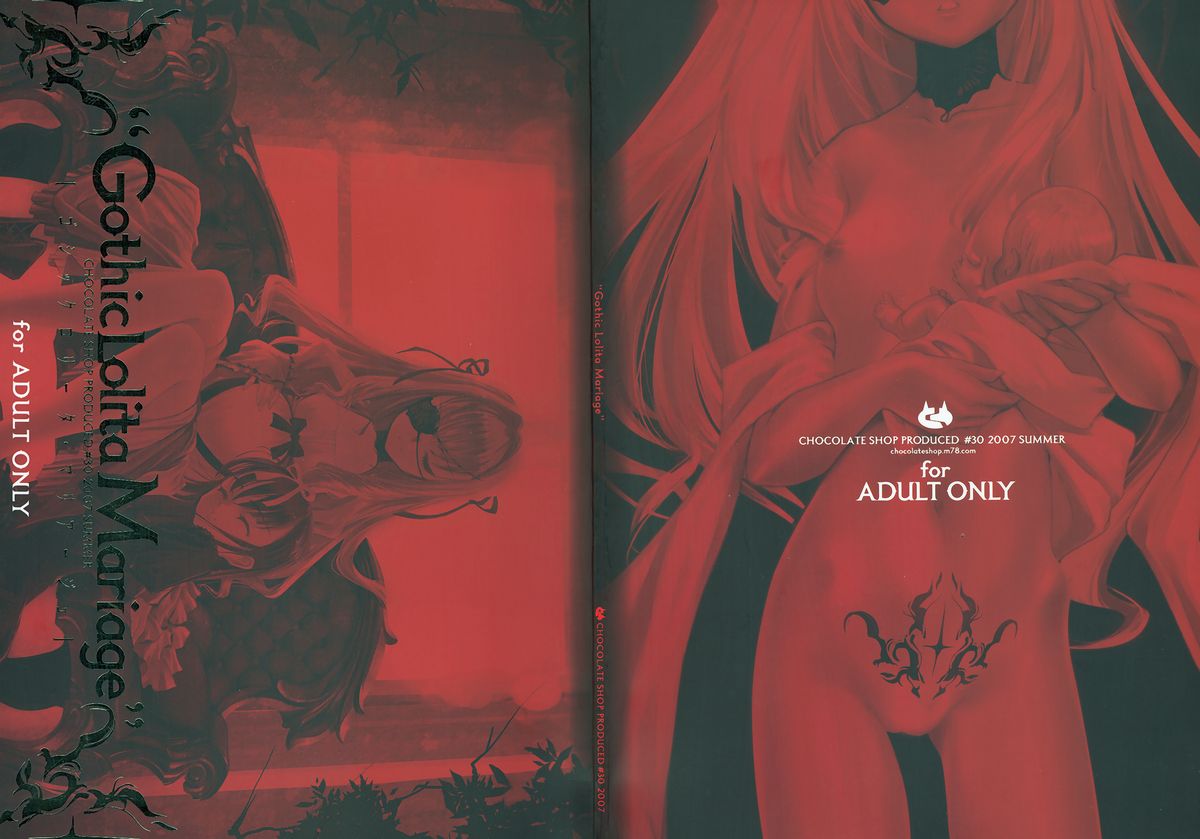 "Gothic Lolita Mariage"
CHOCOLATE SHOP PRODUCED #30 2007 SUMMER
for ADULT ONLY
"Gothic Lolita Mariage"
CHOCOLATE SHOP PRODUCED #30 2007
CHOCOLATE SHOP PRODUCED #30 2007 SUMMER
chocolateshop.m78.com
for
ADULT ONLY